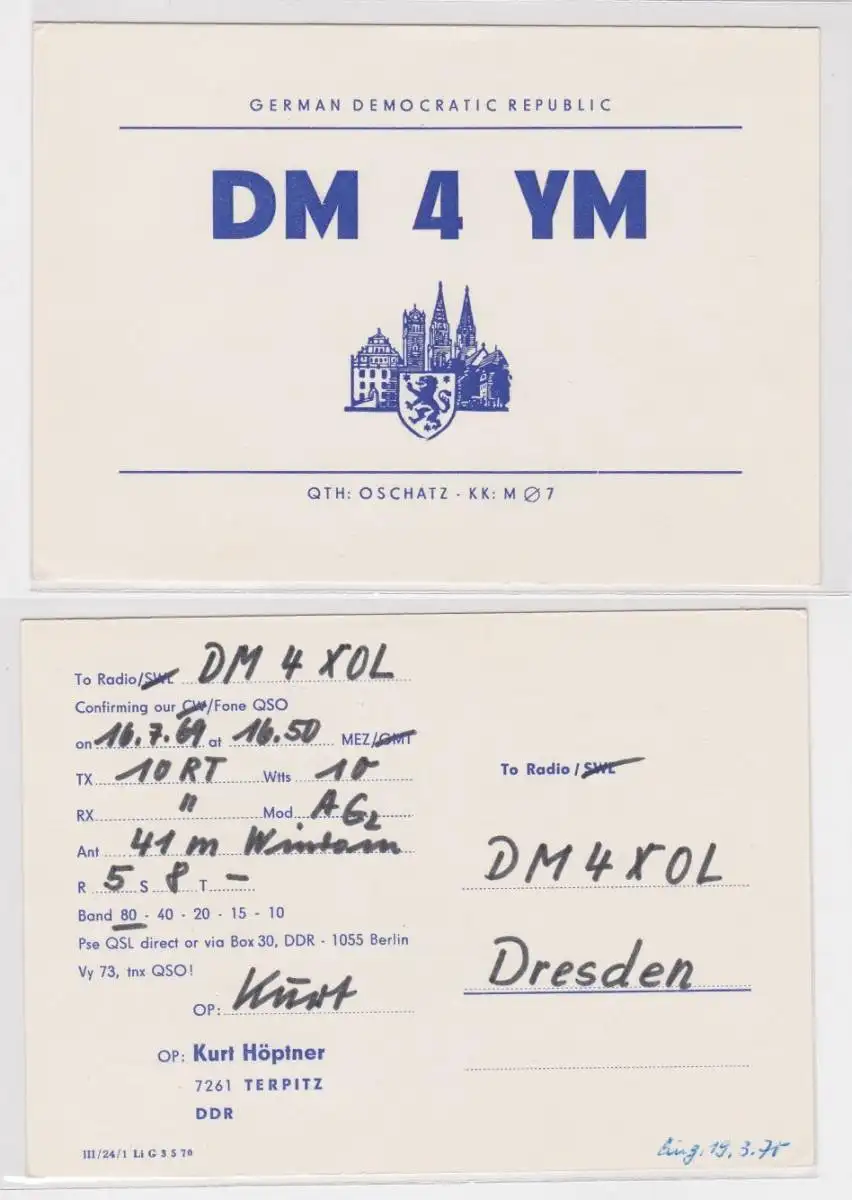 GERMAN DEMOCRATIC REPUBLIC
DM 4 YM
QTH: OSCHATZ - KK: M Ø 7
To Radio/SWL DM 4 XOL
Confirming our CW/Fone QSO
on 16.7.69 at 16.50 MEZ/GMT
TX 10 RT Wtts 10
RX " Mod AG2
Ant 41 m Windom
R 5 S 8 T -
Band 80 - 40 - 20 - 15 - 10
Pse QSL direct or via Box 30, DDR - 1055 Berlin
Vy 73, tnx QSO!
OP: Kurt
OP: Kurt Höptner
7261 TERPITZ
DDR
III/24/1 Li G 3 5 70
To Radio / SWL
DM 4 XOL
Dresden
Eing. 19.3.70